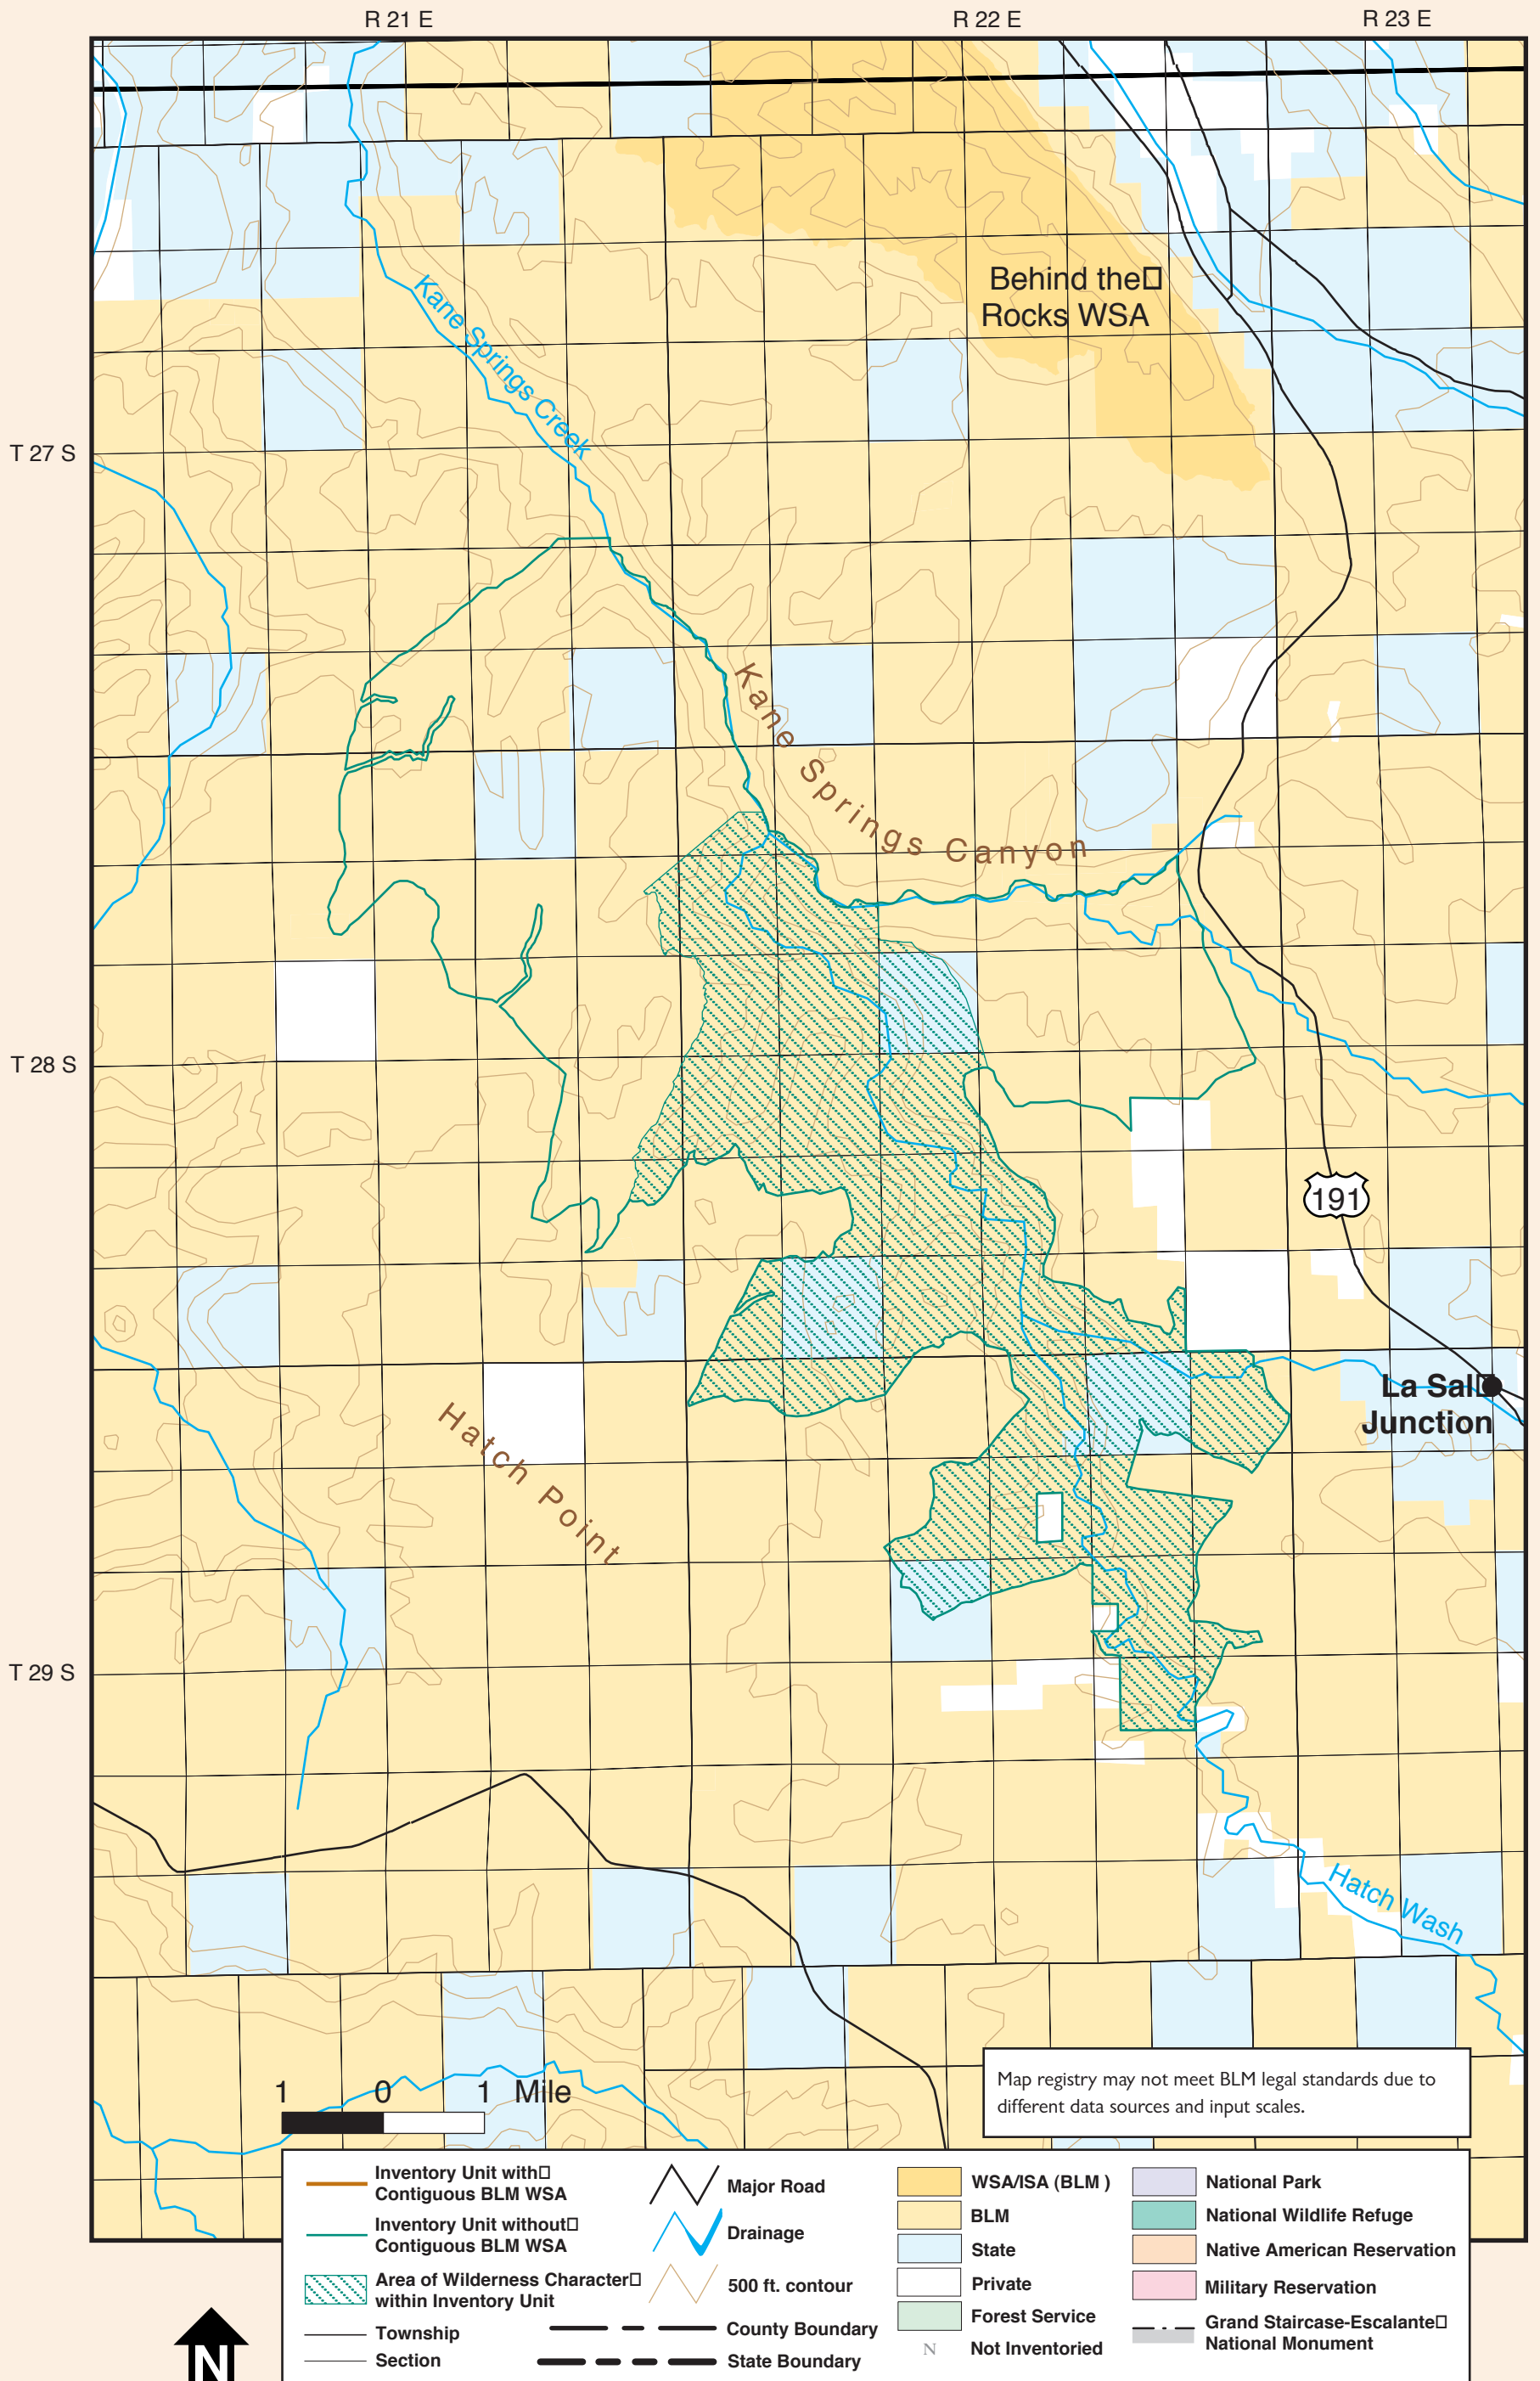 R 21 E
R 22 E
R 23 E
Behind the□
Rocks WSA
Kane Springs Creek
T 27 S
Kane Springs Canyon
T 28 S
191
La Sal□
Junction
Hatch Point
T 29 S
Hatch Wash
1 0 1 Mile
Map registry may not meet BLM legal standards due to
different data sources and input scales.
Inventory Unit with□
Contiguous BLM WSA
Inventory Unit without□
Contiguous BLM WSA
Area of Wilderness Character□
within Inventory Unit
Township
Section
Major Road
Drainage
500 ft. contour
County Boundary
State Boundary
WSA/ISA (BLM )
BLM
State
Private
Forest Service
N Not Inventoried
National Park
National Wildlife Refuge
Native American Reservation
Military Reservation
Grand Staircase-Escalante□
National Monument
N